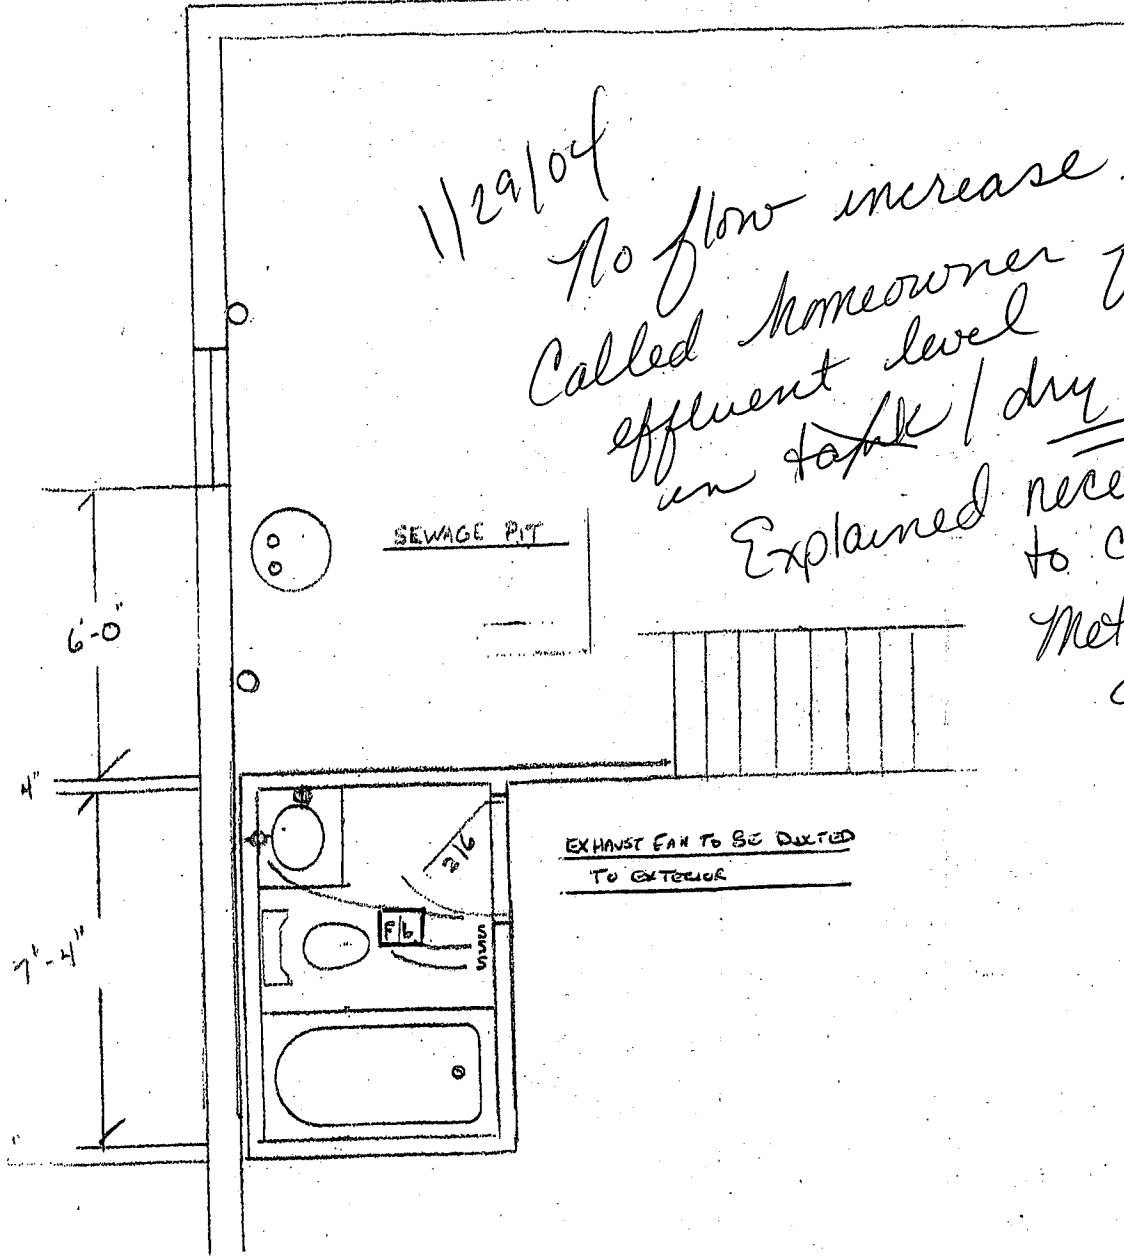 1/29/04
No flow increase.
Called homeowner
effluent level
in tank / dry
Explained nece
to c
Met
SEWAGE PIT
6'-0"
4"
2/6
EXHAUST FAN TO BE DUCTED
TO EXTERIOR
F/L
S
S
S
7'-4"